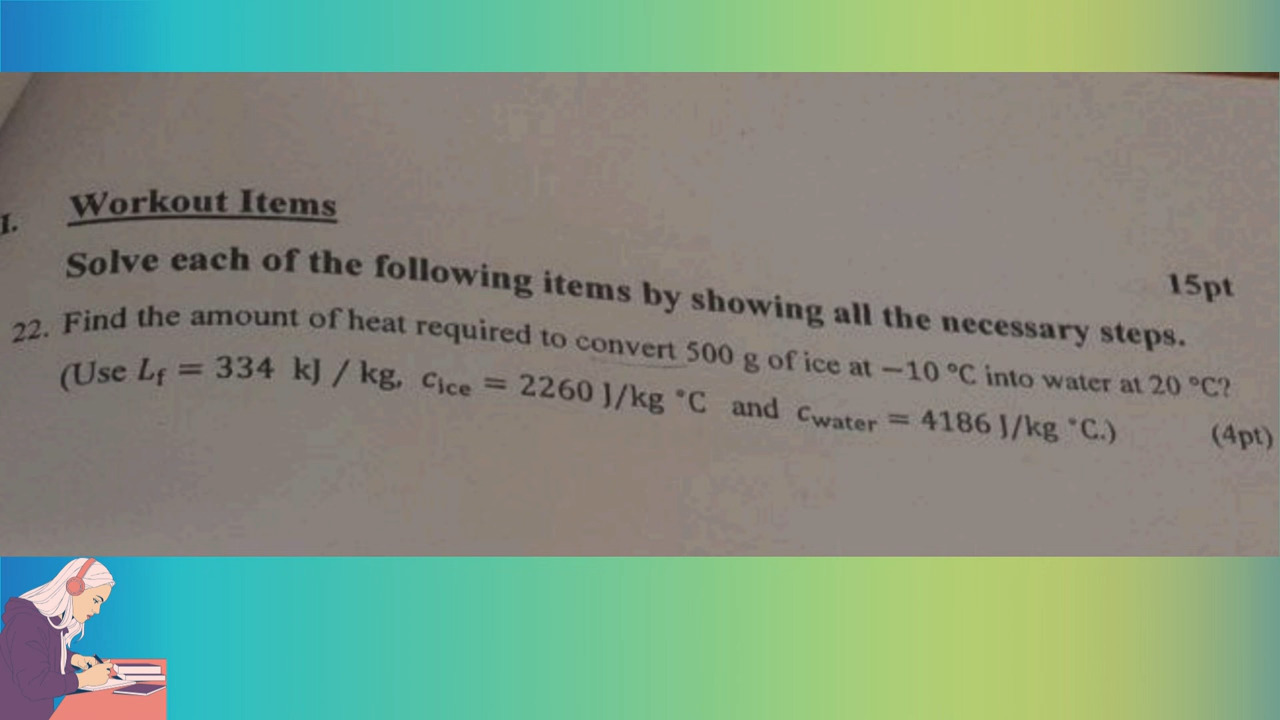 I. Workout Items
15pt
Solve each of the following items by showing all the necessary steps.
22. Find the amount of heat required to convert 500 g of ice at −10 °C into water at 20 °C?
(Use Lf = 334 kJ / kg, cice = 2260 J/kg °C and cwater = 4186 J/kg °C.) (4pt)